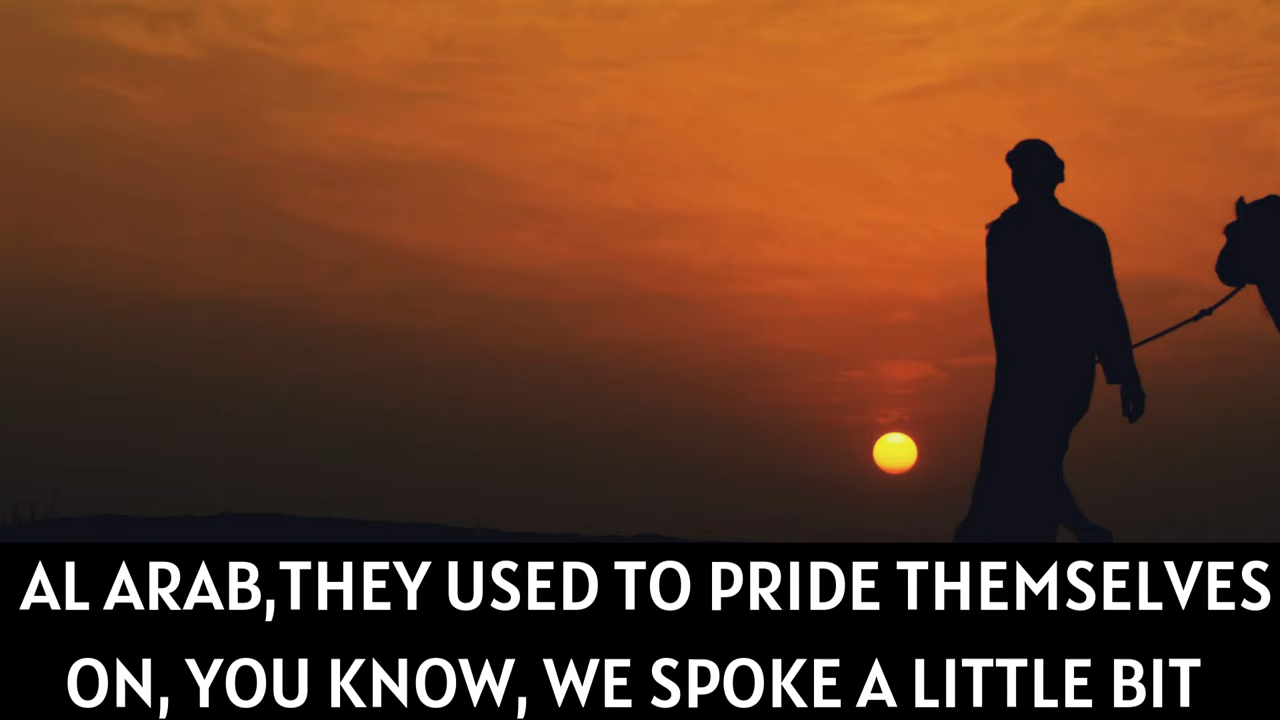 AL ARAB,THEY USED TO PRIDE THEMSELVES
ON, YOU KNOW, WE SPOKE A LITTLE BIT